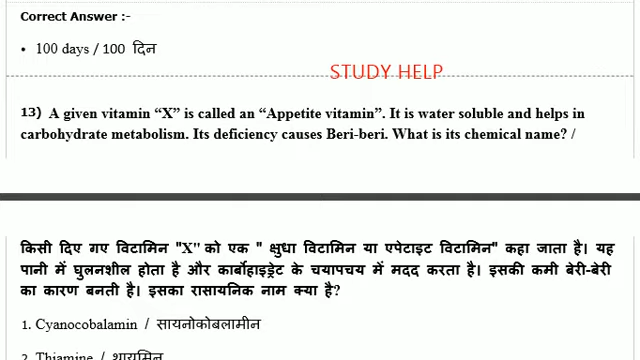 Correct Answer :-
• 100 days / 100 दिन
STUDY HELP
13) A given vitamin “X” is called an “Appetite vitamin”. It is water soluble and helps in
carbohydrate metabolism. Its deficiency causes Beri-beri. What is its chemical name? /
किसी दिए गए विटामिन "X" को एक " क्षुधा विटामिन या एपेटाइट विटामिन" कहा जाता है। यह
पानी में घुलनशील होता है और कार्बोहाइड्रेट के चयापचय में मदद करता है। इसकी कमी बेरी-बेरी
का कारण बनती है। इसका रासायनिक नाम क्या है?
1. Cyanocobalamin / सायनोकोबलामीन
2. Thiamine / थायमिन